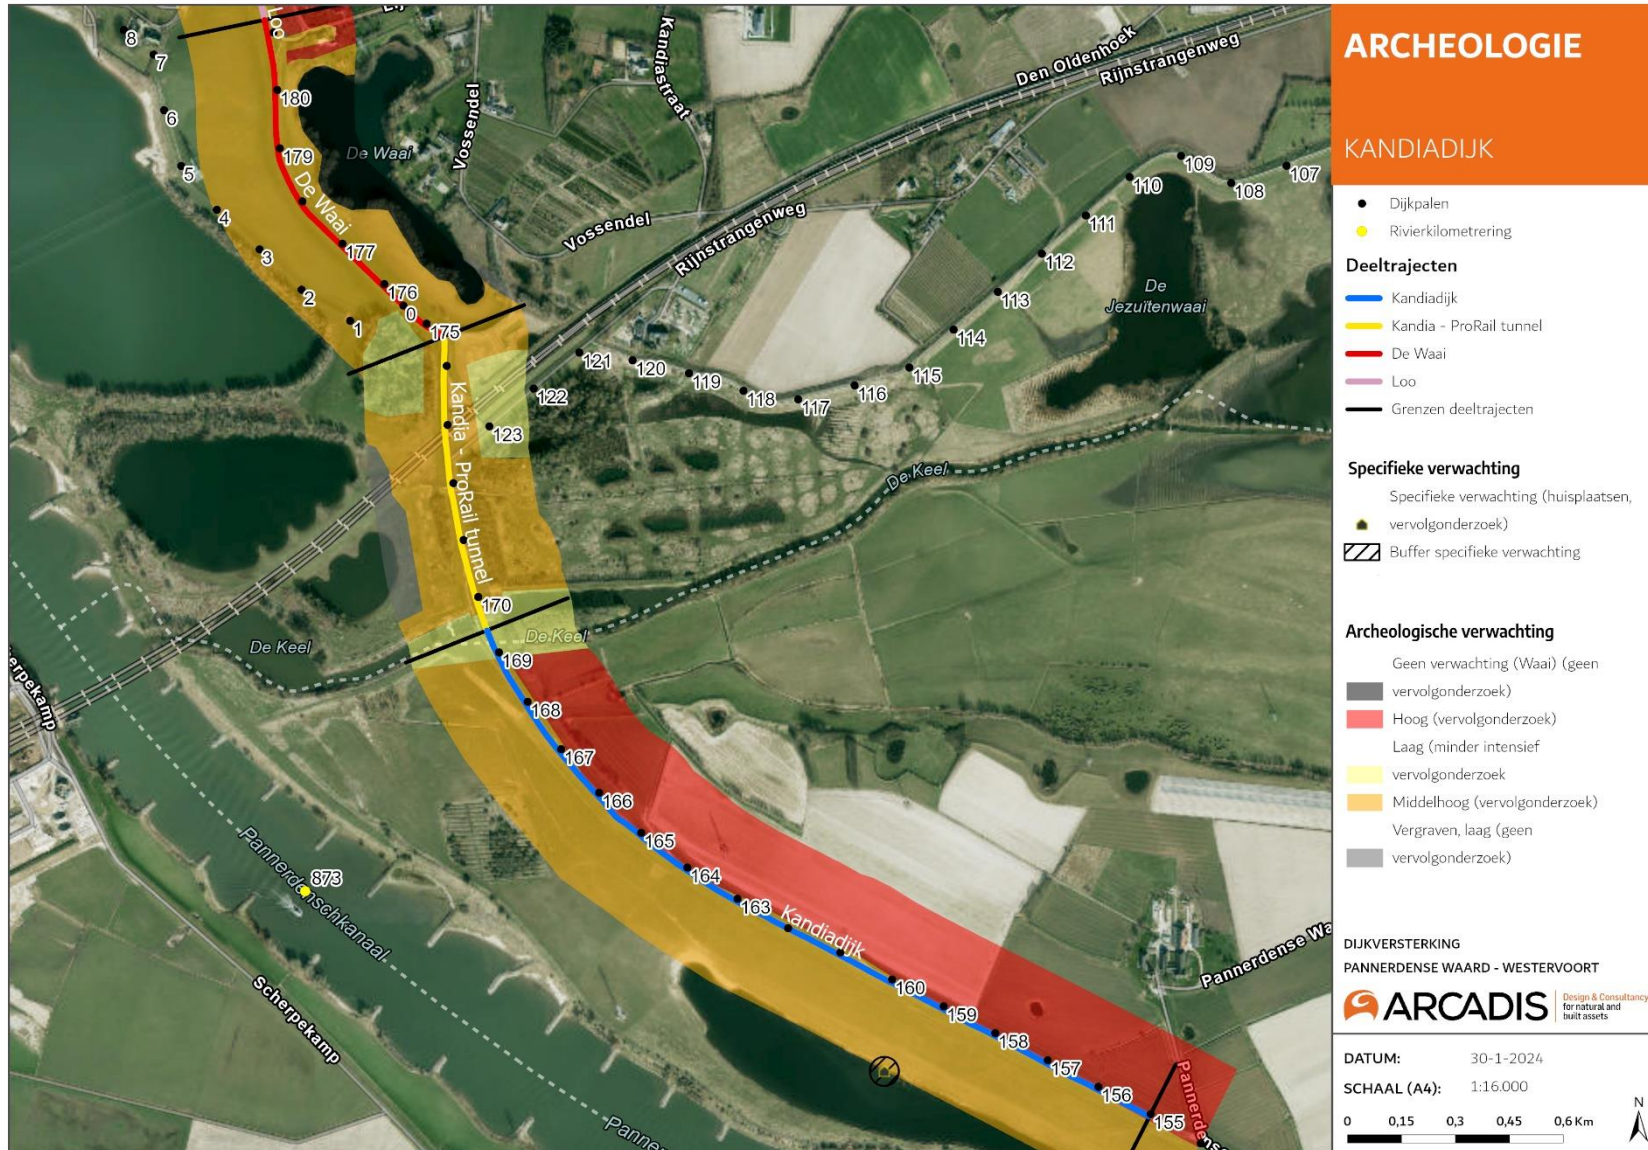 ARCHEOLOGIE
KANDIADIJK
Dijkpalen
Rivierkilometrering
Deeltrajecten
Kandiadijk
Kandia - ProRail tunnel
De Waai
Loo
Grenzen deeltrajecten
Specifieke verwachting
Specifieke verwachting (huisplaatsen,
vervolgonderzoek)
Buffer specifieke verwachting
Archeologische verwachting
Geen verwachting (Waai) (geen
vervolgonderzoek)
Hoog (vervolgonderzoek)
Laag (minder intensief
vervolgonderzoek
Middelhoog (vervolgonderzoek)
Vergraven, laag (geen
vervolgonderzoek)
DIJKVERSTERKING
PANNERDENSE WAARD - WESTERVOORT
ARCADIS
Design & Consultancy
for natural and
built assets
DATUM: 30-1-2024
SCHAAL (A4): 1:16.000
0 0,15 0,3 0,45 0,6 Km
N
8
7
6
5
4
3
2
1
0
Loo
180
179
De Waai
177
176
175
De Waai
Vossendel
Kandiastraat
Vossendel
Rijnstrangenweg
Den Oldenhoek
Rijnstrangenweg
107
108
109
110
111
112
113
114
115
116
117
118
119
120
121
122
123
De
Jezuïtenwaai
Kandia - ProRail tunnel
170
De Keel
De Keel
De Keel
169
168
167
166
165
164
163
Kandiadijk
160
159
158
157
156
155
873
Pannerdenschkanaal
Scherpekamp
erpekamp
Panne
Pannerdense Wa
Pannerdense